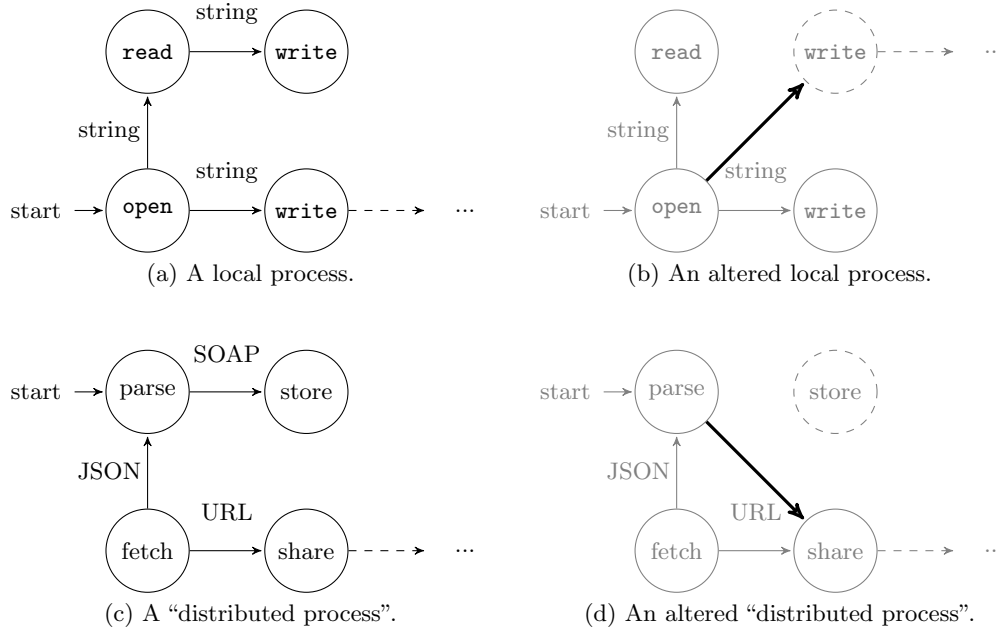 string
string
read
write
read
write
...
string
string
string
string
start
open
write
...
start
open
write
(a) A local process.
(b) An altered local process.
SOAP
start
parse
store
start
parse
store
JSON
JSON
URL
URL
fetch
share
...
fetch
share
...
(c) A “distributed process”.
(d) An altered “distributed process”.